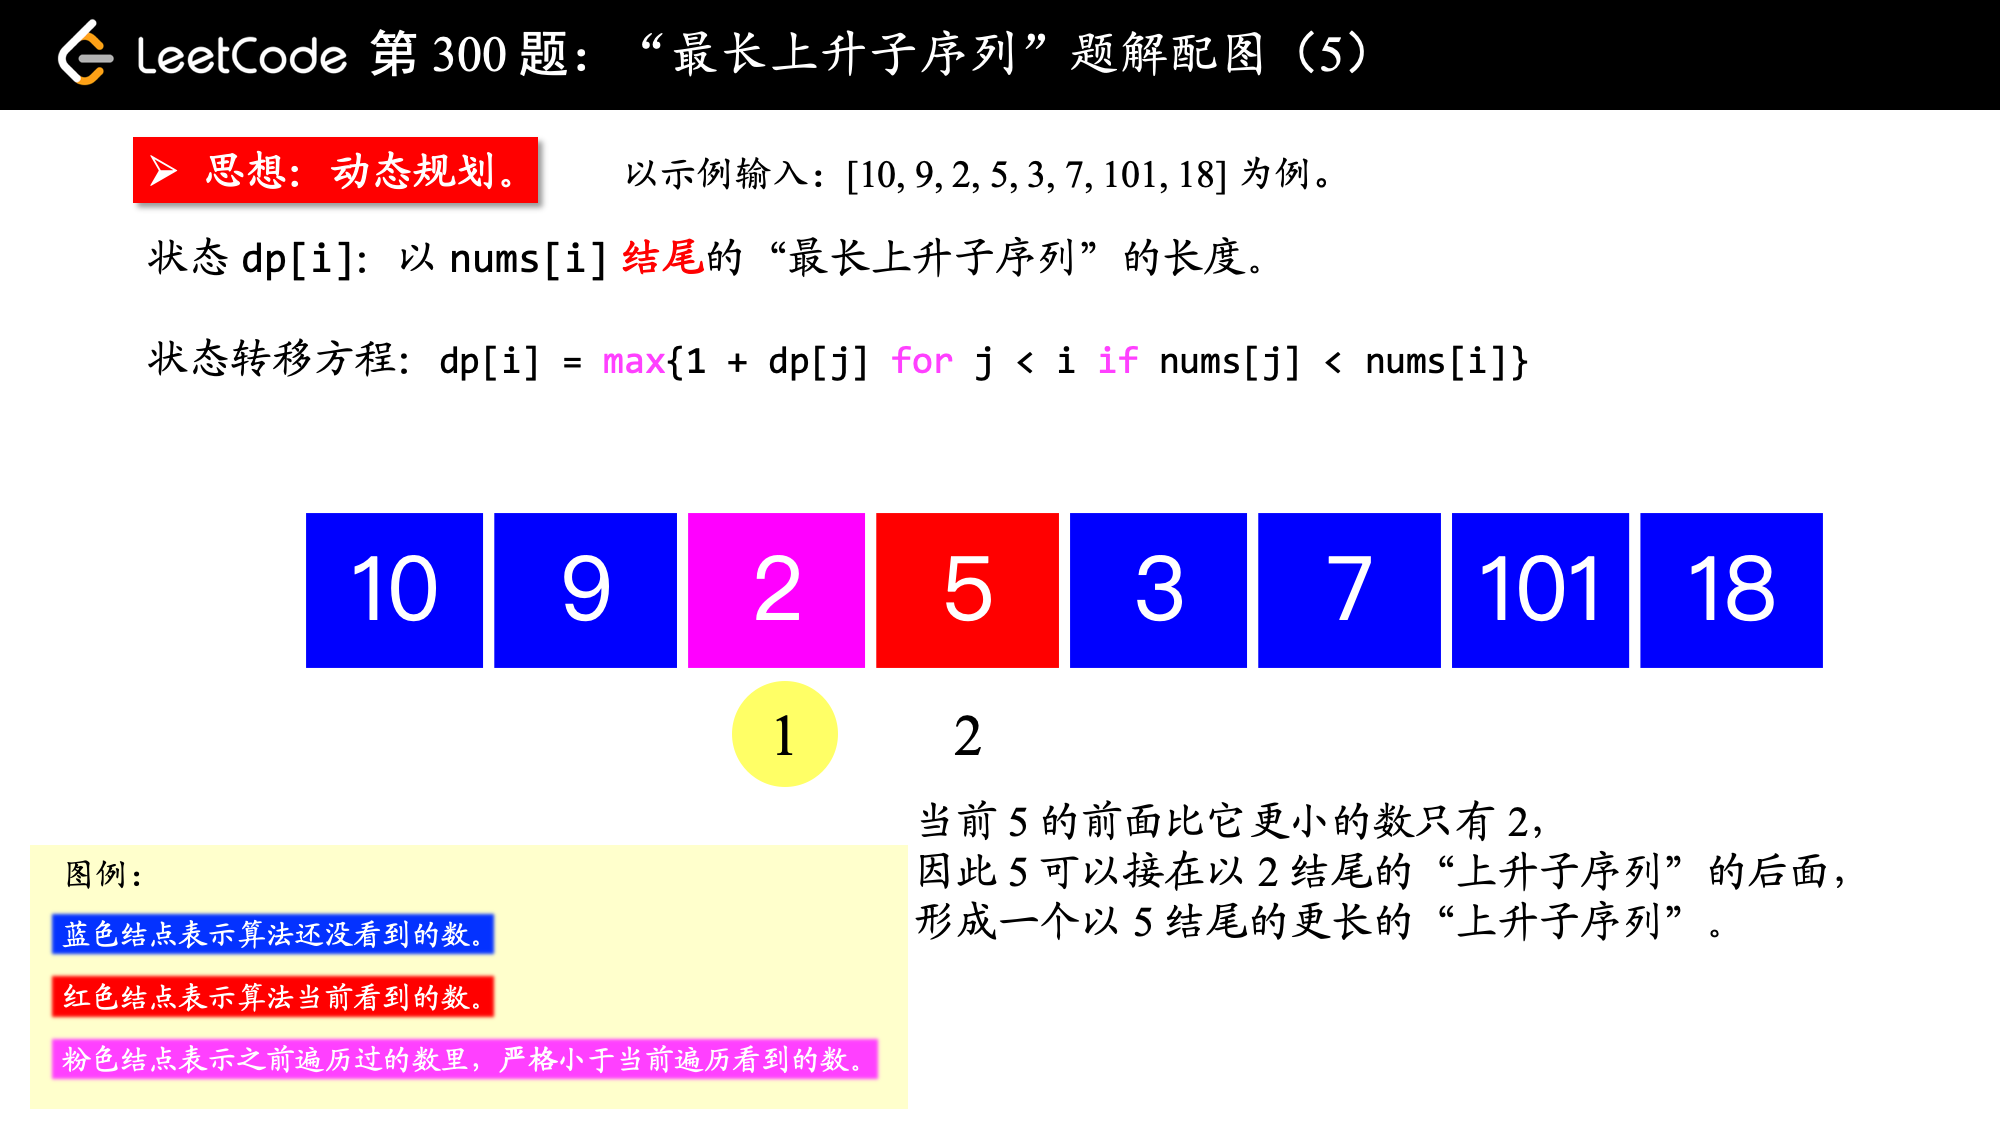 LeetCode 第 300 题：“最长上升子序列”题解配图（5）
➢ 思想：动态规划。
以示例输入：[10, 9, 2, 5, 3, 7, 101, 18] 为例。
状态 dp[i]：以 nums[i] 结尾的“最长上升子序列”的长度。
状态转移方程：dp[i] = max{1 + dp[j] for j < i if nums[j] < nums[i]}
10 9 2 5 3 7 101 18
1 2
当前 5 的前面比它更小的数只有 2，
因此 5 可以接在以 2 结尾的“上升子序列”的后面，
形成一个以 5 结尾的更长的“上升子序列”。
图例：
蓝色结点表示算法还没看到的数。
红色结点表示算法当前看到的数。
粉色结点表示之前遍历过的数里，严格小于当前遍历看到的数。